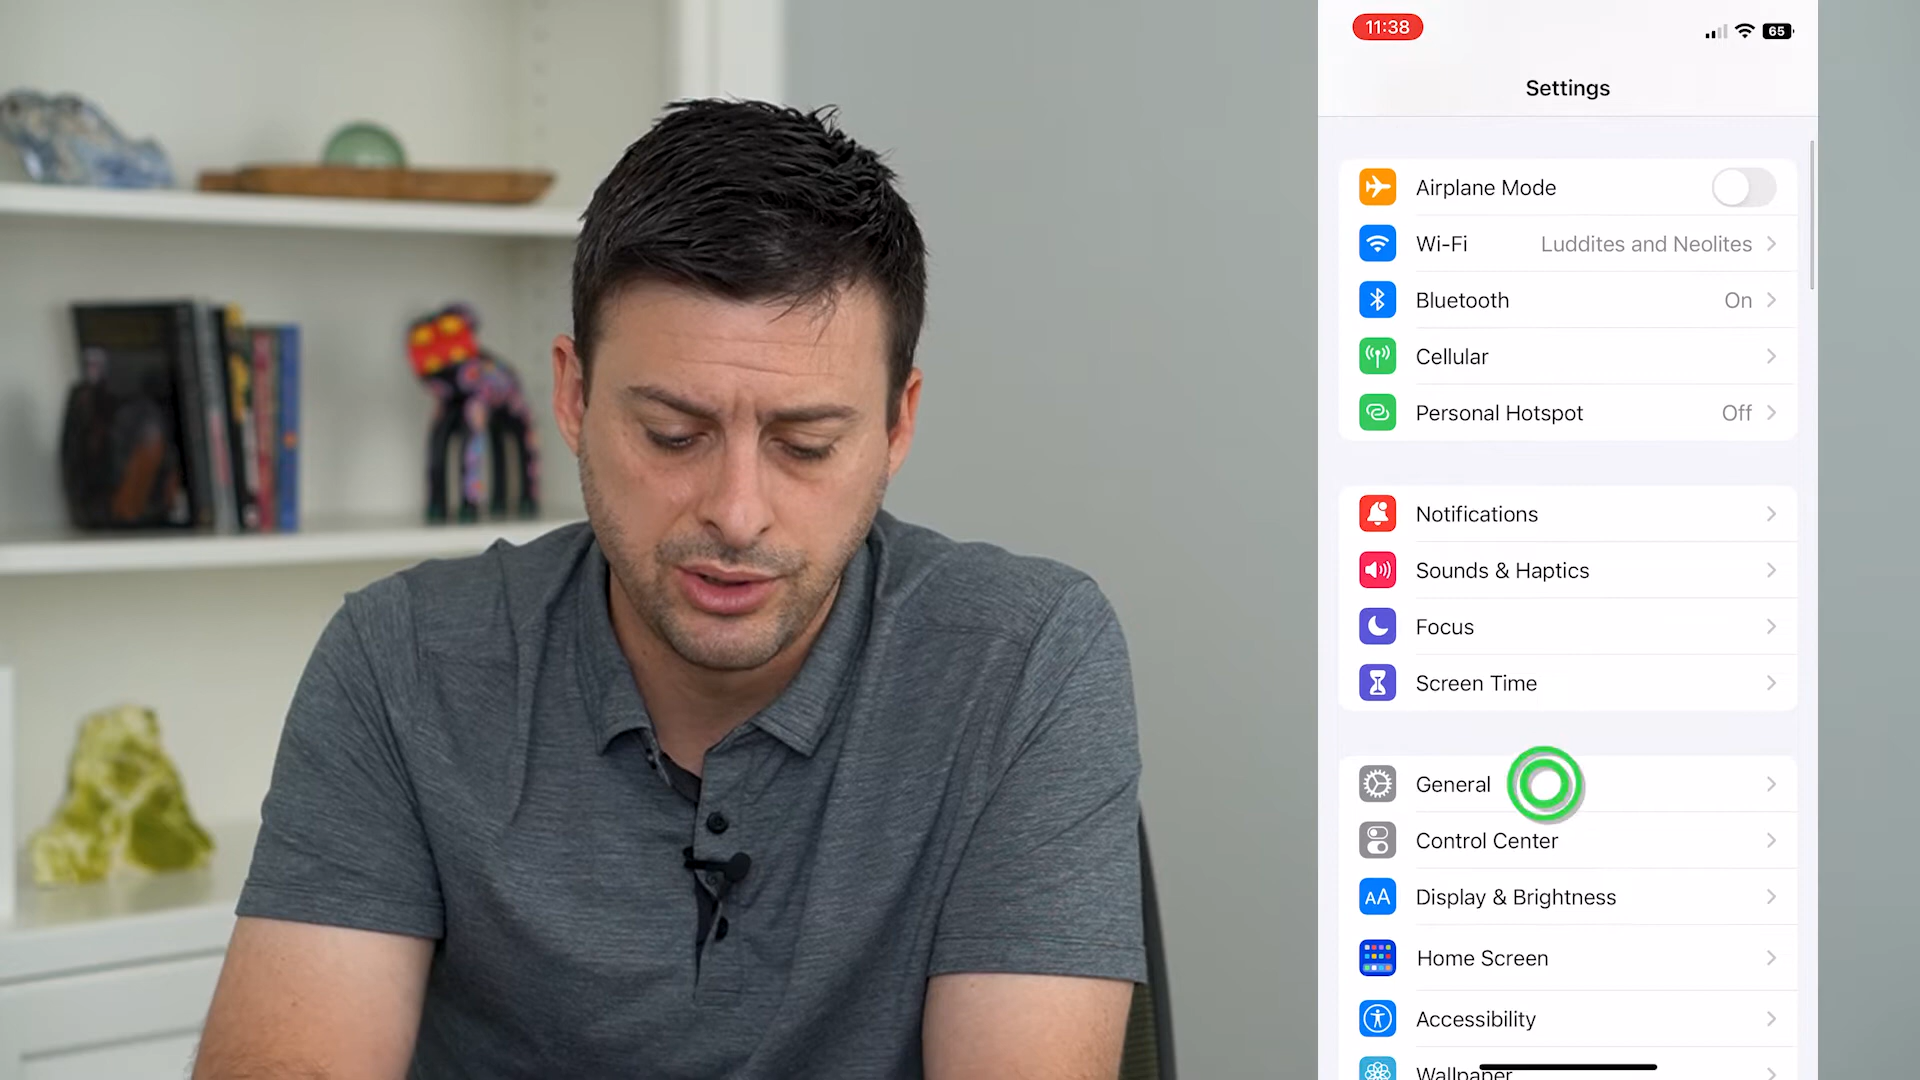 11:38
65
Settings
Airplane Mode
Wi-Fi Luddites and Neolites
Bluetooth On
Cellular
Personal Hotspot Off
Notifications
Sounds & Haptics
Focus
Screen Time
General
Control Center
AA Display & Brightness
Home Screen
Accessibility
Wallpaper